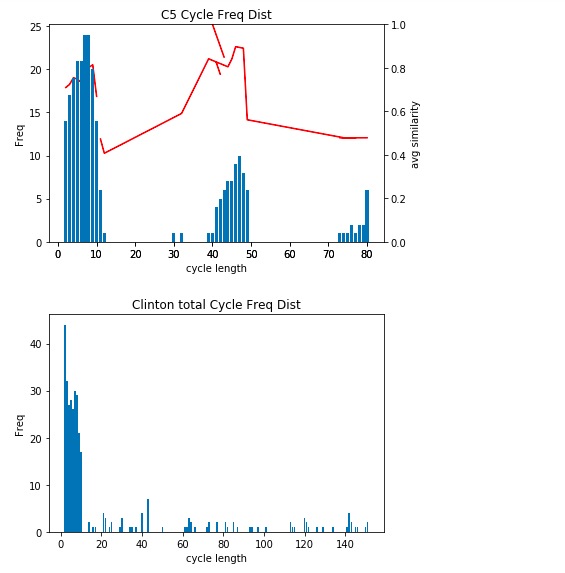 C5 Cycle Freq Dist
25
20
15
10
5
0
Freq
1.0
0.8
0.6
0.4
0.2
0.0
avg similarity
0 10 30 40 50 70 80
cycle length
Clinton total Cycle Freq Dist
40
30
20
10
0
Freq
0 20 40 60 80 100 120 140
cycle length